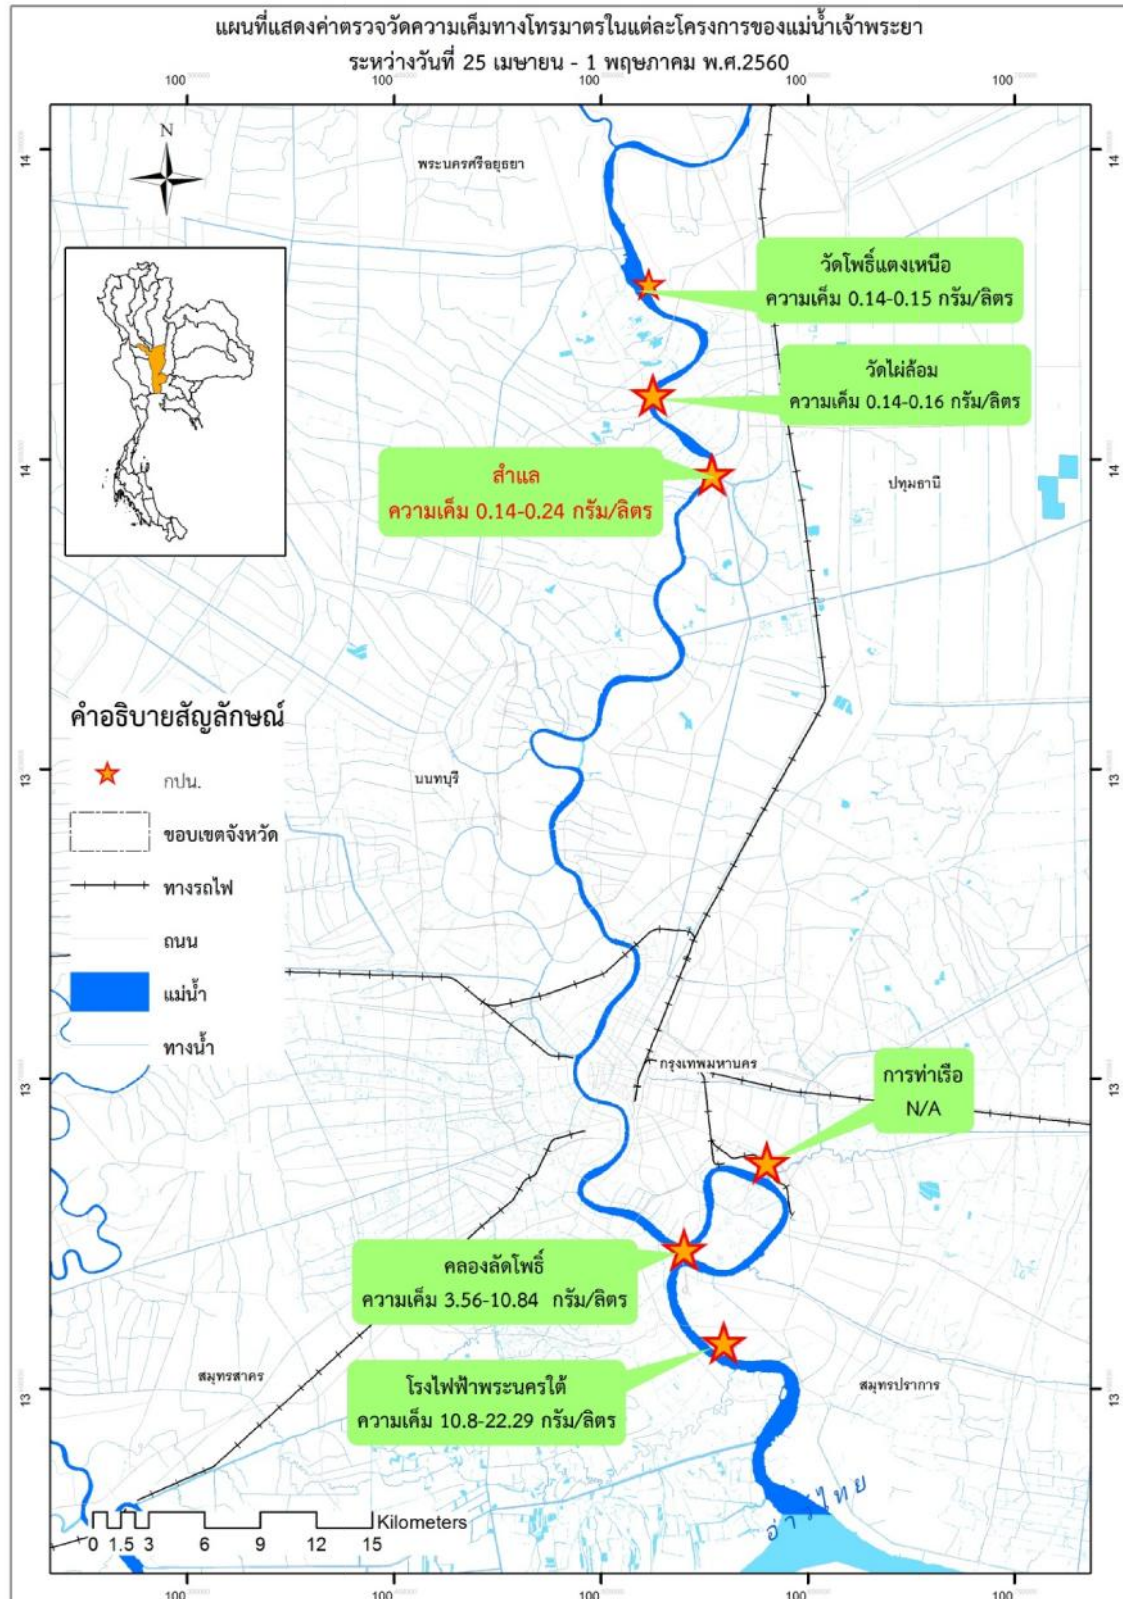 แผนที่แสดงค่าตรวจวัดความเค็มทางโทรมาตรในแต่ละโครงการของแม่น้ำเจ้าพระยา
ระหว่างวันที่ 25 เมษายน - 1 พฤษภาคม พ.ศ.2560
100 100 100 100 100
N
พระนครศรีอยุธยา
14 14
วัดโพธิ์แตงเหนือ
ความเค็ม 0.14-0.15 กรัม/ลิตร
วัดไผ่ล้อม
ความเค็ม 0.14-0.16 กรัม/ลิตร
14 14
สำแล
ความเค็ม 0.14-0.24 กรัม/ลิตร
ปทุมธานี
คำอธิบายสัญลักษณ์
กปน.
ขอบเขตจังหวัด
ทางรถไฟ
ถนน
แม่น้ำ
ทางน้ำ
13 13
นนทบุรี
13 13
กรุงเทพมหานคร
การท่าเรือ
N/A
คลองลัดโพธิ์
ความเค็ม 3.56-10.84 กรัม/ลิตร
โรงไฟฟ้าพระนครใต้
ความเค็ม 10.8-22.29 กรัม/ลิตร
สมุทรสาคร
สมุทรปราการ
13 13
อ่าวไทย
Kilometers
0 1.5 3 6 9 12 15
100 100 100 100 100